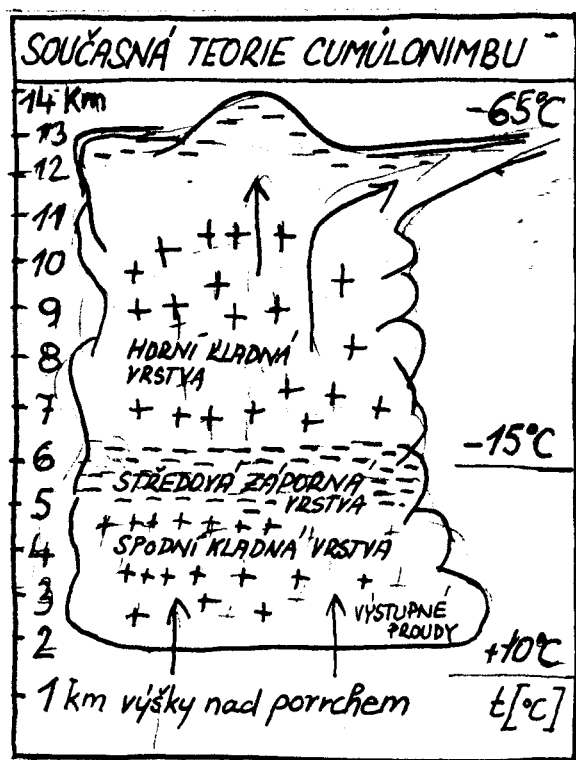 SOUČASNÁ TEORIE CUMULONIMBU
14 Km
-65°C
13
12
11
10
9
8
HORNÍ KLADNÁ
VRSTVA
7
6
-15°C
STŘEDOVÁ ZÁPORNÁ
VRSTVA
5
4
SPODNÍ KLADNÁ VRSTVA
3
VÝSTUPNÉ
PROUDY
2
+10°C
1 km výšky nad porrchem
t[°C]